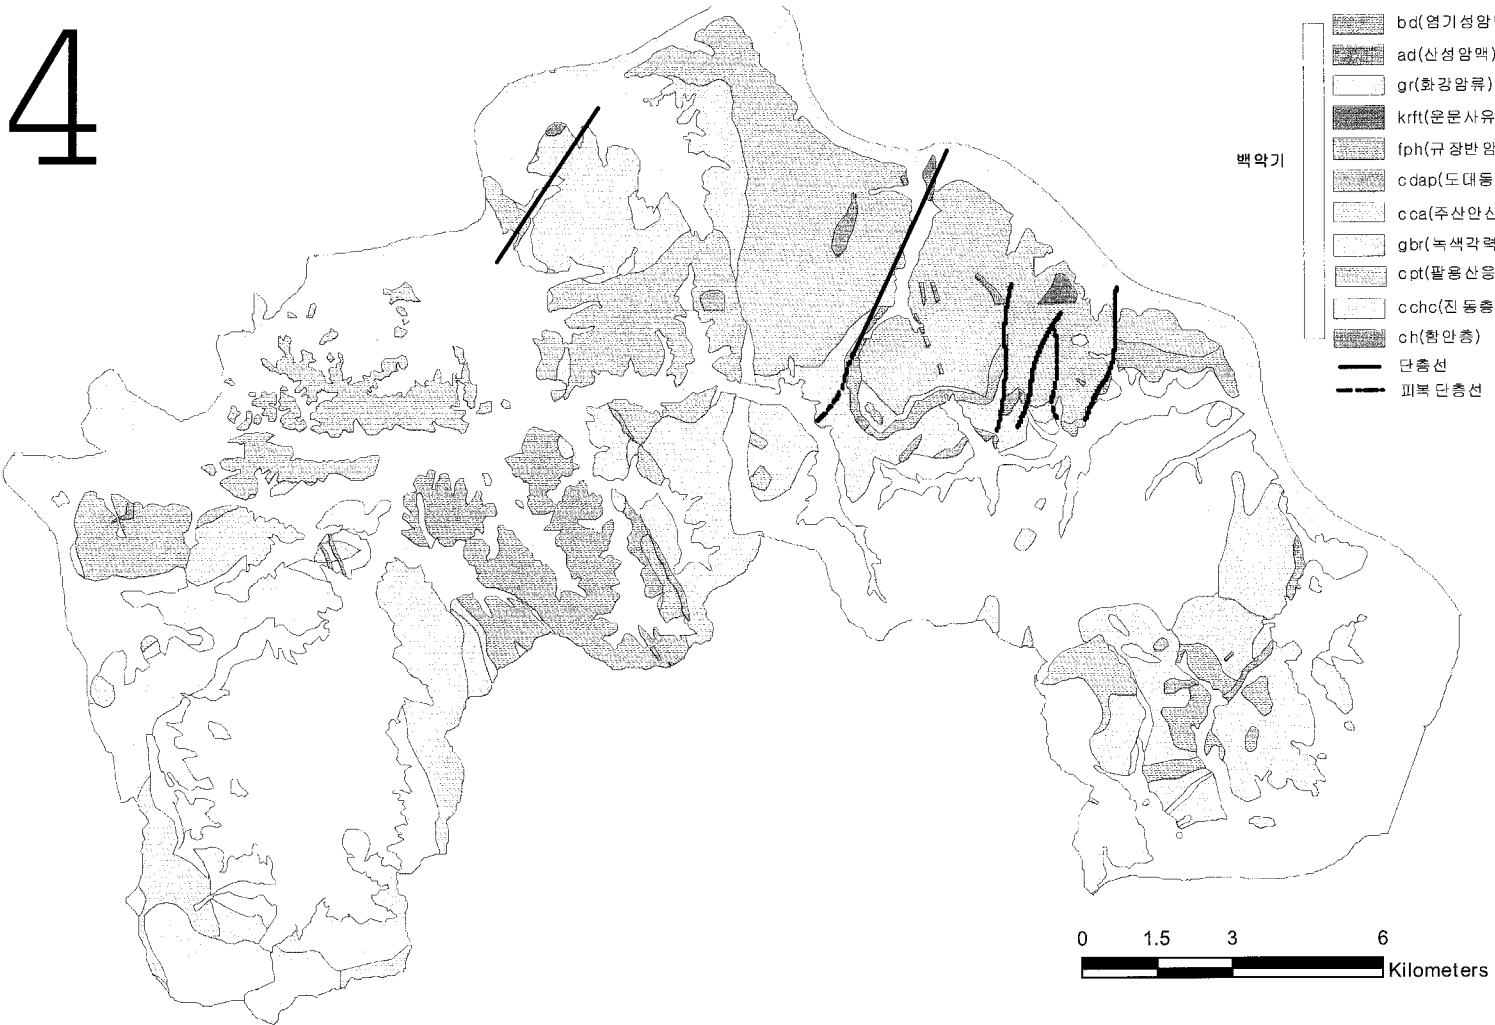 4
백악기
bd(염기성암
ad(산성암맥)
gr(화강암류)
krft(운문사유
fph(규장반암
cdap(도대동
cca(주산안산
gbr(녹색각력
cpt(팔용산응
cchc(진동층
ch(함안층)
단층선
피복단층선
0 1.5 3 6
Kilometers